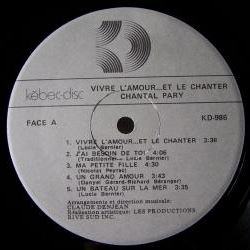 VIVRE L'AMOUR...ET LE CHANTER
CHANTAL PARY
kébec-disc
KD-986
FACE A
1. VIVRE L'AMOUR...ET LE CHANTER 3:36
(Lucie Bernier)
2. J'AI BESOIN DE TOI 4:46
(Traditionnel - Lucie Bernier)
3. MA PETITE FILLE 4:30
(Nicolas Peyrac)
4. UN GRAND AMOUR 3:43
(Danyel Gérard-Richard Béranger)
5. UN BATEAU SUR LA MER 3:35
(Lucie Bernier)
Arrangements et direction musicale:
CLAUDE DENJEAN
Réalisation artistique: LES PRODUCTIONS
RIVE SUD INC.